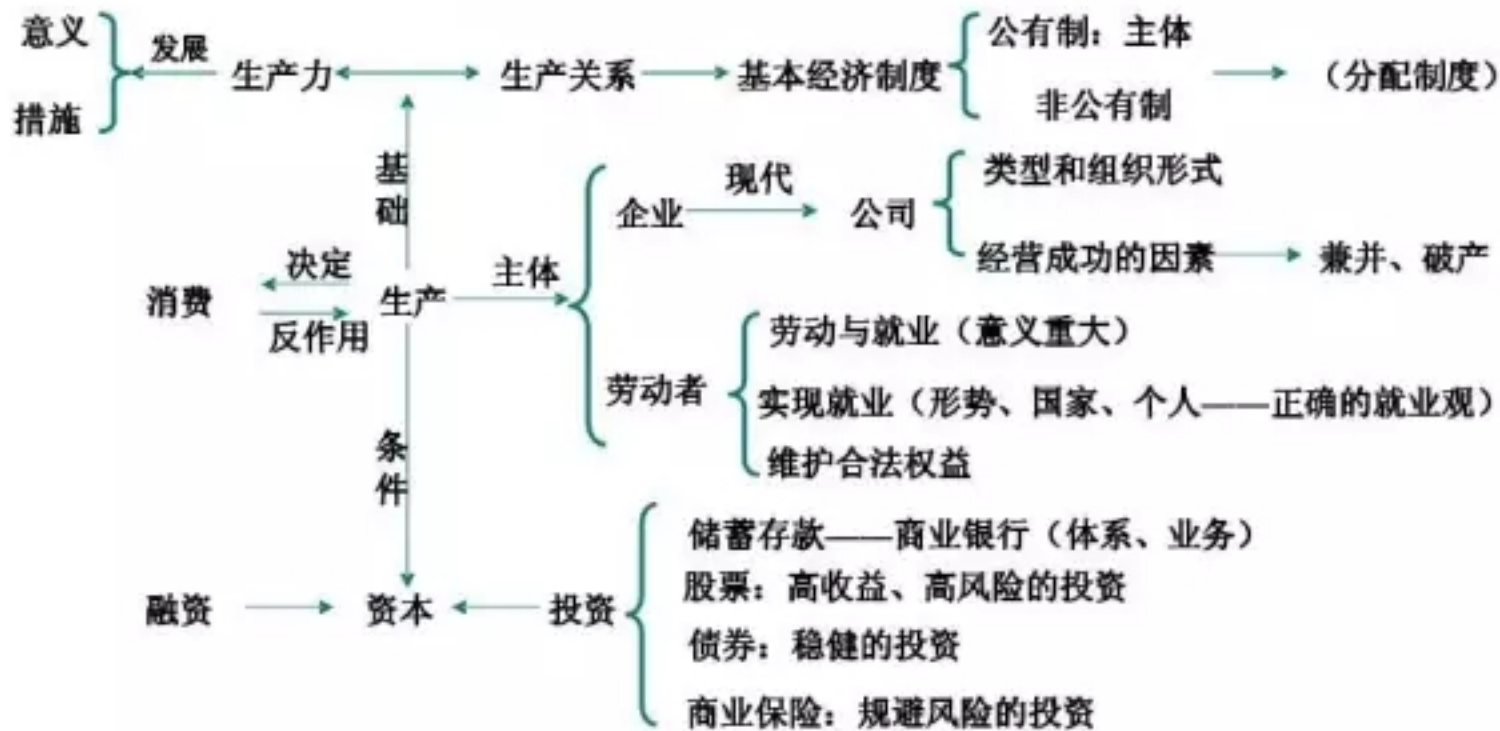 意义
措施
发展
生产力
生产关系
基本经济制度
公有制：主体
非公有制
（分配制度）
基础
消费
决定
反作用
生产
主体
企业
现代
公司
类型和组织形式
经营成功的因素
兼并、破产
劳动者
劳动与就业（意义重大）
实现就业（形势、国家、个人——正确的就业观）
维护合法权益
条件
融资
资本
投资
储蓄存款——商业银行（体系、业务）
股票：高收益、高风险的投资
债券：稳健的投资
商业保险：规避风险的投资